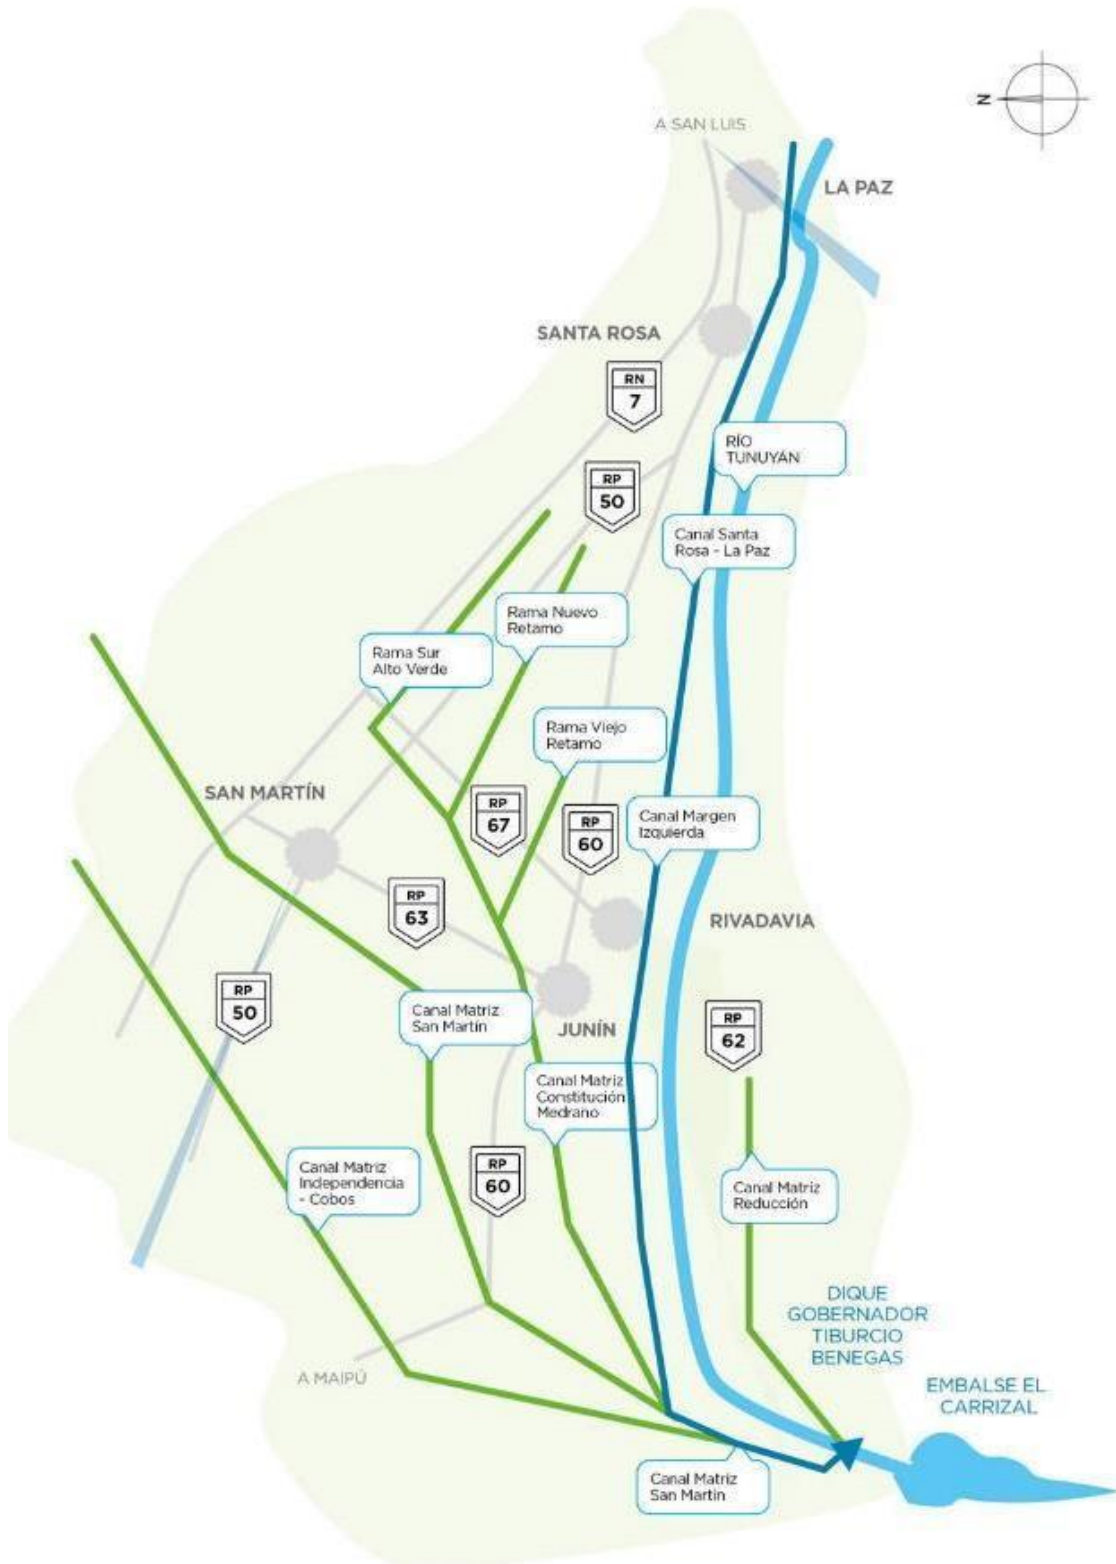 N
A SAN LUIS
LA PAZ
SANTA ROSA
RN
7
RÍO
TUNUYÁN
RP
50
Canal Santa
Rosa - La Paz
Rama Nuevo
Retamo
Rama Sur
Alto Verde
Rama Viejo
Retamo
SAN MARTÍN
RP
67
RP
60
Canal Margen
Izquierda
RP
63
RIVADAVIA
RP
50
Canal Matriz
San Martín
JUNÍN
RP
62
Canal Matriz
Constitución
Medrano
Canal Matriz
Independencia
- Cobos
RP
60
Canal Matriz
Reducción
DIQUE
GOBERNADOR
TIBURCIO
BENEGAS
A MAIPÚ
EMBALSE EL
CARRIZAL
Canal Matriz
San Martín